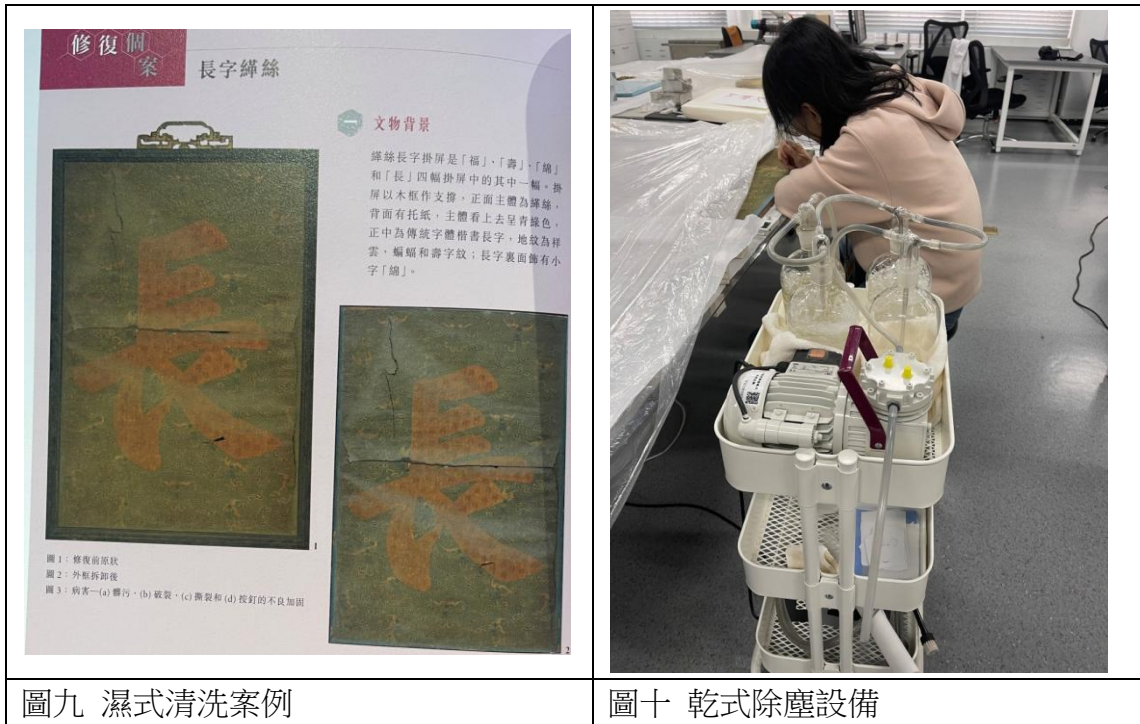 修復個
案
長字緙絲
一 文物背景
緙絲長字掛屏是「福」、「壽」、「綿」
和「長」四幅掛屏中的其中一幅。掛
屏以木框作支撐,正面主體為緙絲,
背面有托紙,主體看上去呈青綠色,
正中為傳統字體楷書長字,地紋為祥
雲、蝙蝠和壽字紋;長字裏面飾有小
字「綿」。
長
1
長
2
圖 1:修復前原狀
圖 2:外框拆卸後
圖 3:病害—(a) 髒污、(b) 破裂、(c) 撕裂和 (d) 按釘的不良加固
圖九 濕式清洗案例
圖十 乾式除塵設備